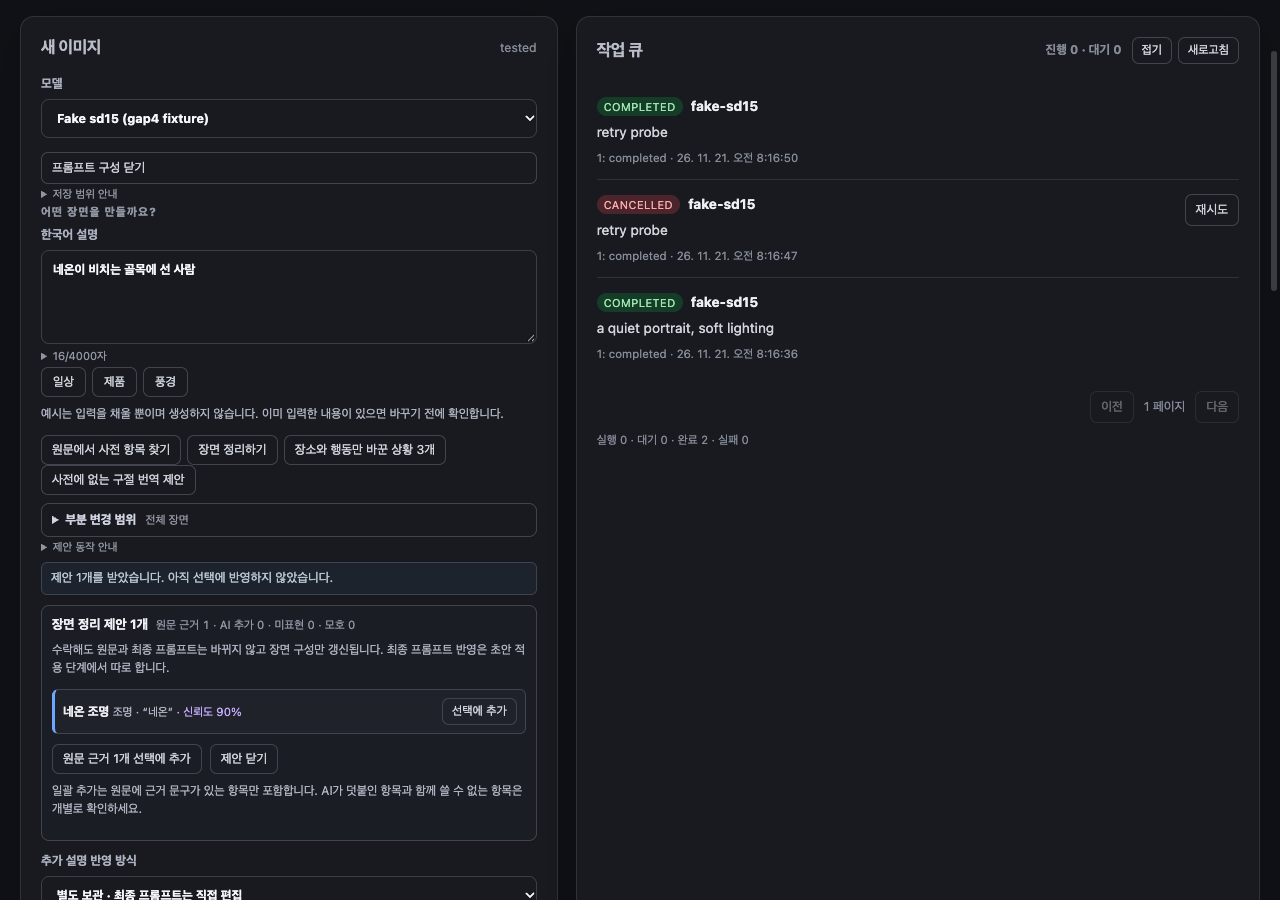 새 이미지
tested
모델
Fake sd15 (gap4 fixture)
프롬프트 구성 닫기
저장 범위 안내
어떤 장면을 만들까요?
한국어 설명
네온이 비치는 골목에 선 사람
16/4000자
일상
제품
풍경
예시는 입력을 채울 뿐이며 생성하지 않습니다. 이미 입력한 내용이 있으면 바꾸기 전에 확인합니다.
원문에서 사전 항목 찾기
장면 정리하기
장소와 행동만 바꾼 상황 3개
사전에 없는 구절 번역 제안
부분 변경 범위 전체 장면
제안 동작 안내
제안 1개를 받았습니다. 아직 선택에 반영하지 않았습니다.
장면 정리 제안 1개 원문 근거 1 · AI 추가 0 · 미표현 0 · 모호 0
수락해도 원문과 최종 프롬프트는 바뀌지 않고 장면 구성만 갱신됩니다. 최종 프롬프트 반영은 초안 적
용 단계에서 따로 합니다.
네온 조명 조명 · “네온” · 신뢰도 90%
선택에 추가
원문 근거 1개 선택에 추가
제안 닫기
일괄 추가는 원문에 근거 문구가 있는 항목만 포함합니다. AI가 덧붙인 항목과 함께 쓸 수 없는 항목은
개별로 확인하세요.
추가 설명 반영 방식
별도 보관 · 최종 프롬프트는 직접 편집
작업 큐
진행 0 · 대기 0
접기
새로고침
COMPLETED fake-sd15
retry probe
1: completed · 26. 11. 21. 오전 8:16:50
CANCELLED fake-sd15
재시도
retry probe
1: completed · 26. 11. 21. 오전 8:16:47
COMPLETED fake-sd15
a quiet portrait, soft lighting
1: completed · 26. 11. 21. 오전 8:16:36
이전
1 페이지
다음
실행 0 · 대기 0 · 완료 2 · 실패 0